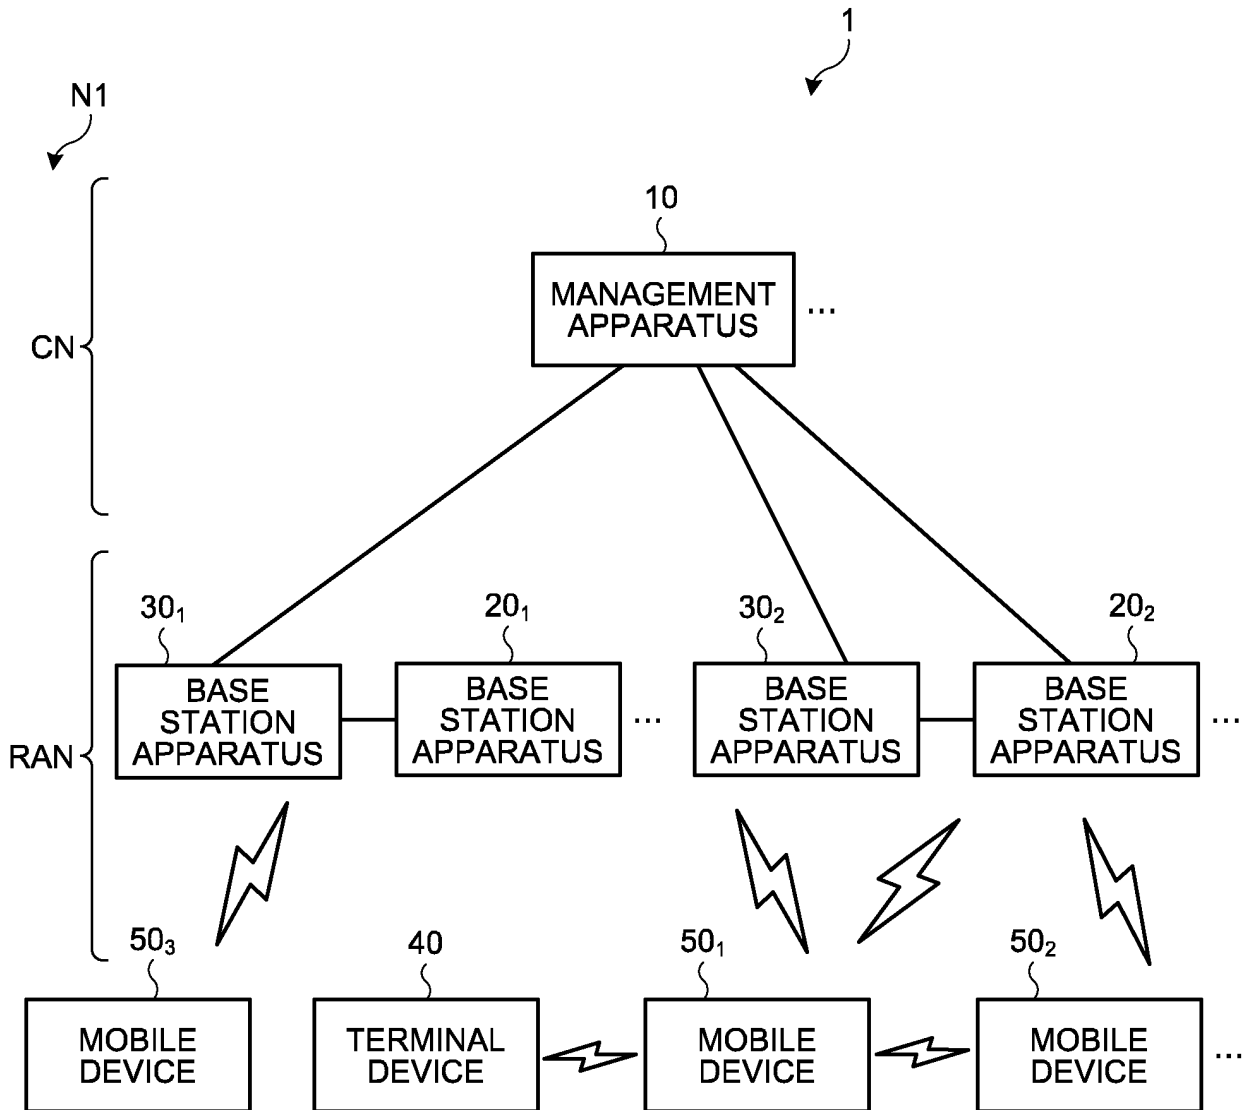 1
N1
10
MANAGEMENT
APPARATUS
...
CN
30₁
20₁
30₂
20₂
BASE
STATION
APPARATUS
BASE
STATION
APPARATUS
...
BASE
STATION
APPARATUS
BASE
STATION
APPARATUS
...
RAN
50₃
40
50₁
50₂
MOBILE
DEVICE
TERMINAL
DEVICE
MOBILE
DEVICE
MOBILE
DEVICE
...